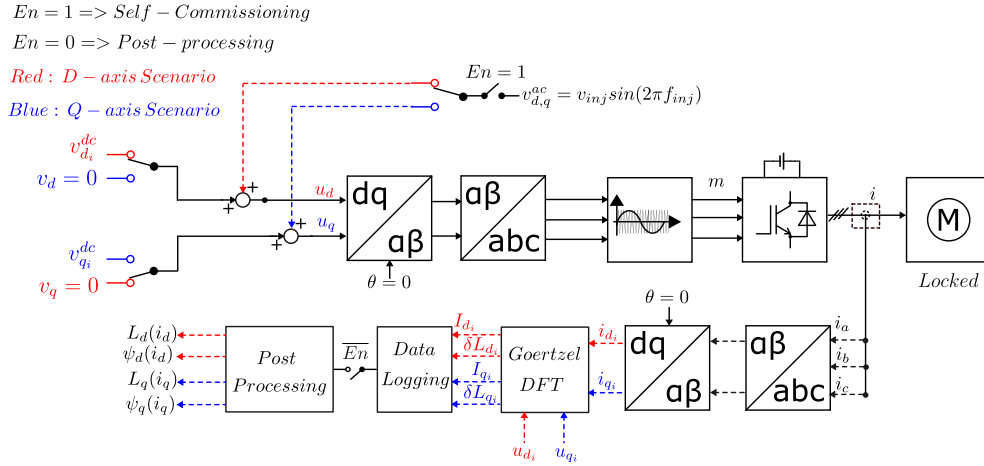 En = 1 => Self − Commissioning
En = 0 => Post − processing
Red : D − axis Scenario
Blue : Q − axis Scenario
En = 1
v_{d,q}^{ac} = v_{inj}sin(2πf_{inj})
v_{d_i}^{dc}
v_d = 0
v_{q_i}^{dc}
v_q = 0
+
+
+
+
u_d
u_q
dq
αβ
θ = 0
αβ
abc
m
i
M
Locked
L_d(i_d)
ψ_d(i_d)
L_q(i_q)
ψ_q(i_q)
Post
Processing
En
Data
Logging
I_{d_i}
δL_{d_i}
I_{q_i}
δL_{q_i}
Goertzel
DFT
u_{d_i}
u_{q_i}
i_{d_i}
i_{q_i}
θ = 0
dq
αβ
αβ
abc
i_a
i_b
i_c